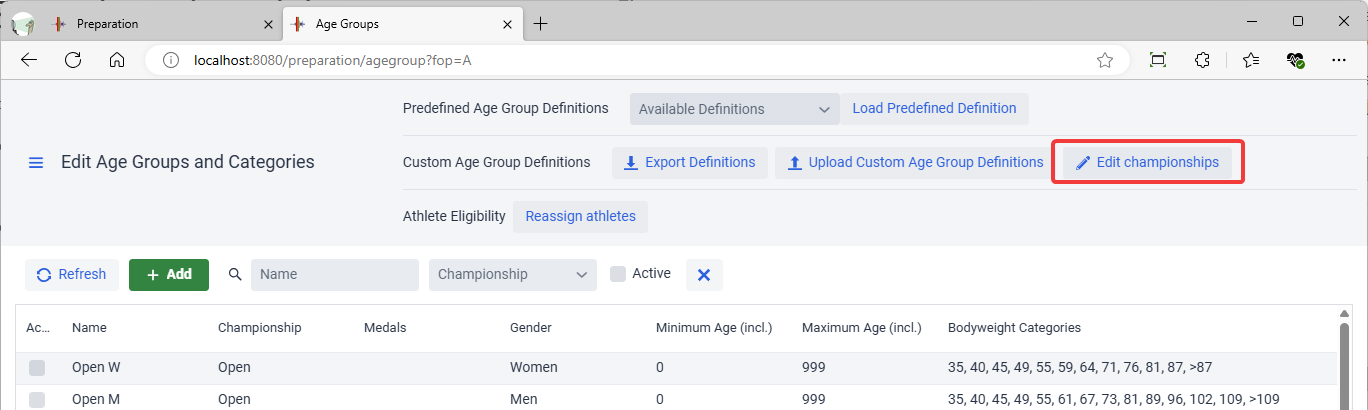 Preparation
Age Groups
localhost:8080/preparation/agegroup?fop=A
Predefined Age Group Definitions Available Definitions Load Predefined Definition
Edit Age Groups and Categories
Custom Age Group Definitions Export Definitions Upload Custom Age Group Definitions Edit championships
Athlete Eligibility Reassign athletes
Refresh + Add Name Championship Active
Ac... Name Championship Medals Gender Minimum Age (incl.) Maximum Age (incl.) Bodyweight Categories
Open W Open Women 0 999 35, 40, 45, 49, 55, 59, 64, 71, 76, 81, 87, >87
Open M Open Men 0 999 35, 40, 45, 49, 55, 61, 67, 73, 81, 89, 96, 102, 109, >109